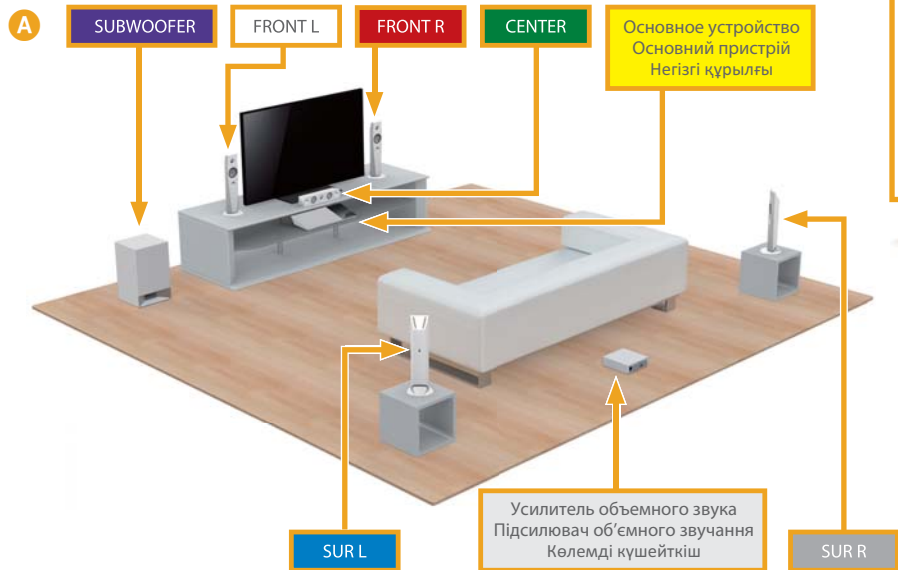 A
SUBWOOFER
FRONT L
FRONT R
CENTER
Основное устройство
Основний пристрій
Негізгі құрылғы
Усилитель объемного звука
Підсилювач об’ємного звучання
Көлемді күшейткіш
SUR L
SUR R